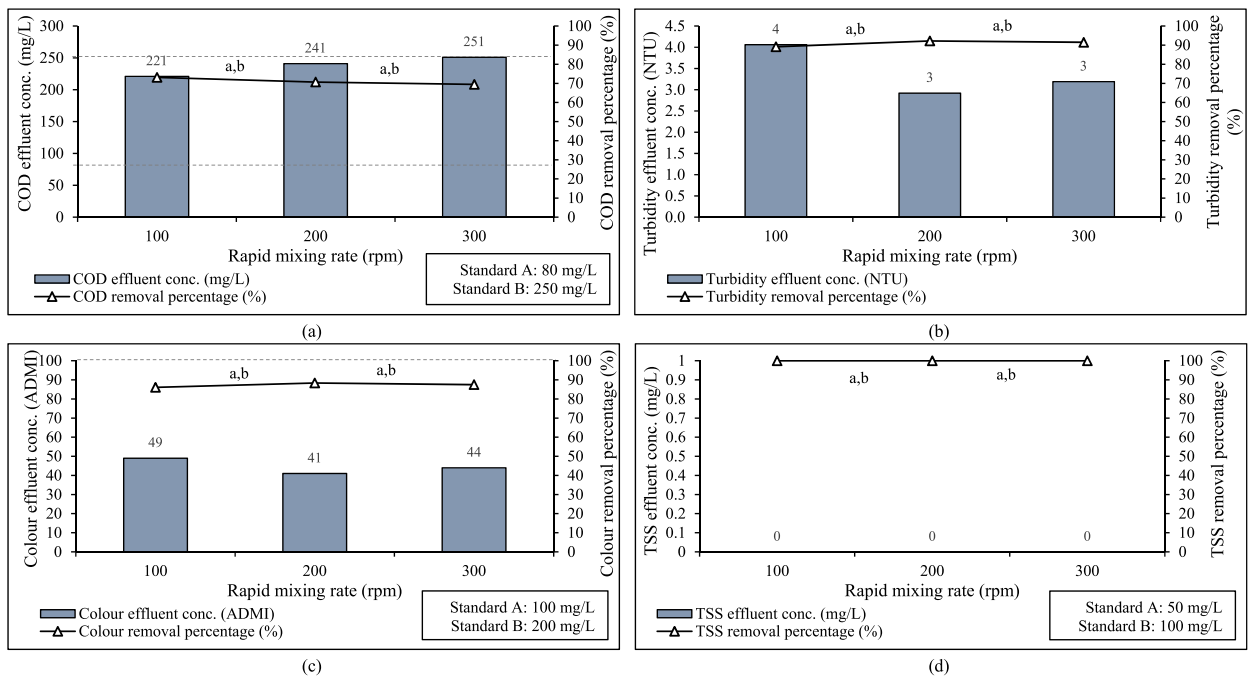 COD effluent conc. (mg/L)
300
250
200
150
100
50
0
221
241
251
a,b
a,b
100
90
80
70
60
50
40
30
20
10
0
COD removal percentage (%)
100
200
300
Rapid mixing rate (rpm)
COD effluent conc. (mg/L)
COD removal percentage (%)
Standard A: 80 mg/L
Standard B: 250 mg/L
(a)
Turbidity effluent conc. (NTU)
4.5
4.0
3.5
3.0
2.5
2.0
1.5
1.0
0.5
0.0
4
3
3
a,b
a,b
100
90
80
70
60
50
40
30
20
10
0
Turbidity removal percentage
(%)
100
200
300
Rapid mixing rate (rpm)
Turbidity effluent conc. (NTU)
Turbidity removal percentage (%)
(b)
Colour effluent conc. (ADMI)
100
90
80
70
60
50
40
30
20
10
0
49
41
44
a,b
a,b
100
90
80
70
60
50
40
30
20
10
0
Colour removal percentage (%)
100
200
300
Rapid mixing rate (rpm)
Colour effluent conc. (ADMI)
Colour removal percentage (%)
Standard A: 100 mg/L
Standard B: 200 mg/L
(c)
TSS effluent conc. (mg/L)
1
0.9
0.8
0.7
0.6
0.5
0.4
0.3
0.2
0.1
0
a,b
a,b
0
0
0
100
90
80
70
60
50
40
30
20
10
0
TSS removal percentage (%)
100
200
300
Rapid mixing rate (rpm)
TSS effluent conc. (mg/L)
TSS removal percentage (%)
Standard A: 50 mg/L
Standard B: 100 mg/L
(d)